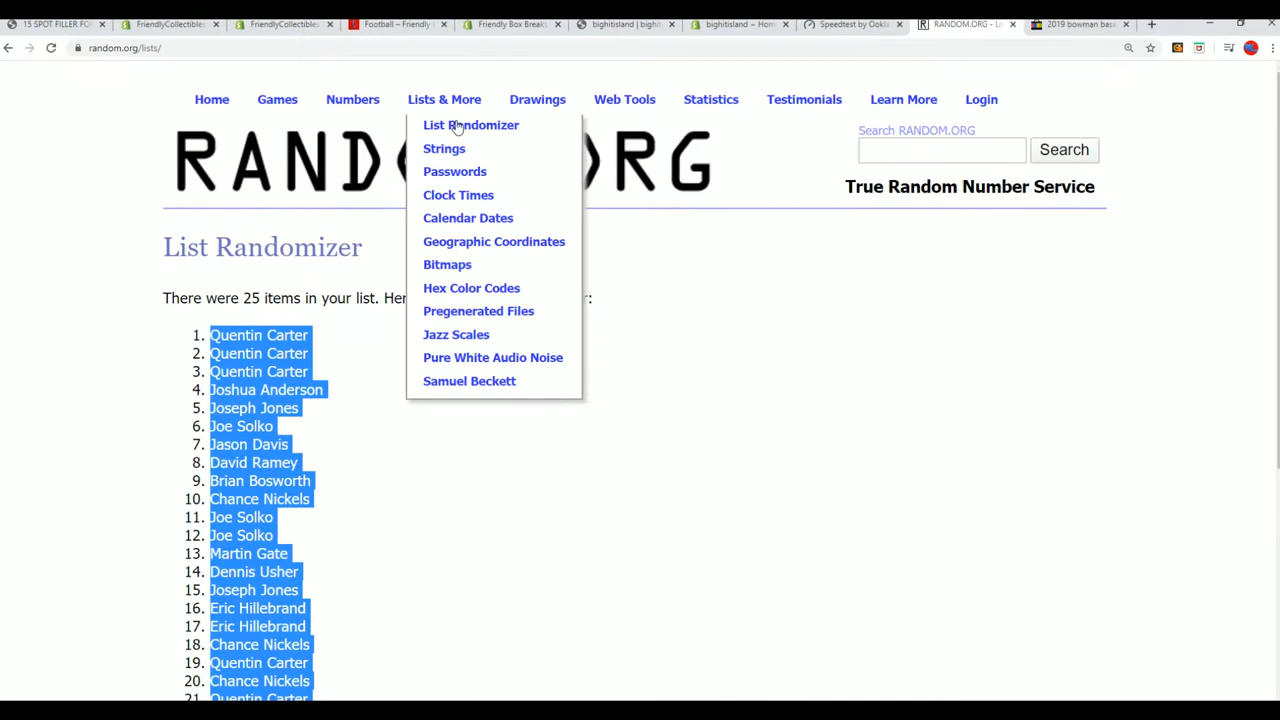 15 SPOT FILLER FO
FriendlyCollectibles
FriendlyCollectibles
Football – Friendly
Friendly Box Breaks
bighitisland | bighit
bighitisland – Hom
Speedtest by Ookl
RANDOM.ORG - Li
2019 bowman base
random.org/lists/
Home
Games
Numbers
Lists & More
Drawings
Web Tools
Statistics
Testimonials
Learn More
Login
List Randomizer
Strings
Passwords
Clock Times
Calendar Dates
Geographic Coordinates
Bitmaps
Hex Color Codes
Pregenerated Files
Jazz Scales
Pure White Audio Noise
Samuel Beckett
Search RANDOM.ORG
Search
True Random Number Service
List Randomizer
There were 25 items in your list. Her
1. Quentin Carter
2. Quentin Carter
3. Quentin Carter
4. Joshua Anderson
5. Joseph Jones
6. Joe Solko
7. Jason Davis
8. David Ramey
9. Brian Bosworth
10. Chance Nickels
11. Joe Solko
12. Joe Solko
13. Martin Gate
14. Dennis Usher
15. Joseph Jones
16. Eric Hillebrand
17. Eric Hillebrand
18. Chance Nickels
19. Quentin Carter
20. Chance Nickels
21. Quentin Carter